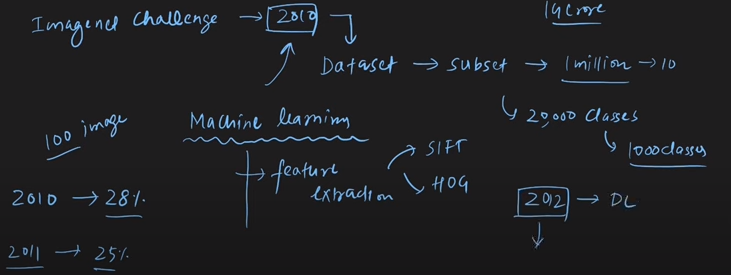 14 crore
Imagenet Challenge → 2010
Dataset → subset → 1 million → 10
20,000 Classes
1000 classes
Machine learning
100 image
feature extraction
SIFT
HOG
2010 → 28%
2011 → 25%
2012 → DL